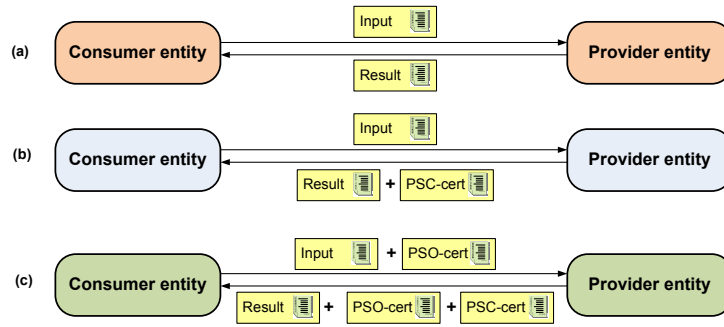 Input
(a) Consumer entity Provider entity
Result
Input
(b) Consumer entity Provider entity
Result + PSC-cert
Input + PSO-cert
(c) Consumer entity Provider entity
Result + PSO-cert + PSC-cert